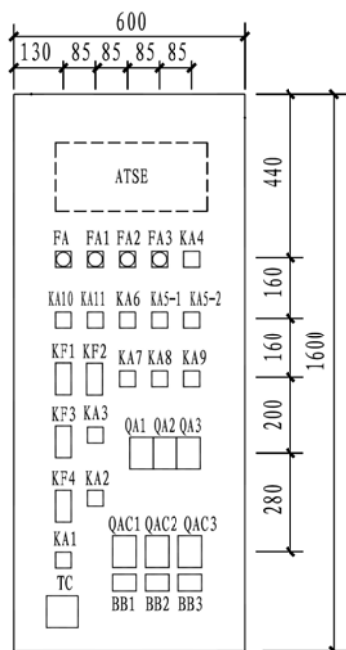 600
130 85 85 85 85
ATSE
440
FA FA1 FA2 FA3 KA4
160
KA10 KA11 KA6 KA5-1 KA5-2
160
KF1 KF2 KA7 KA8 KA9
1600
200
KF3 KA3 QA1 QA2 QA3
KF4 KA2
280
QAC1 QAC2 QAC3
KA1
TC
BB1 BB2 BB3